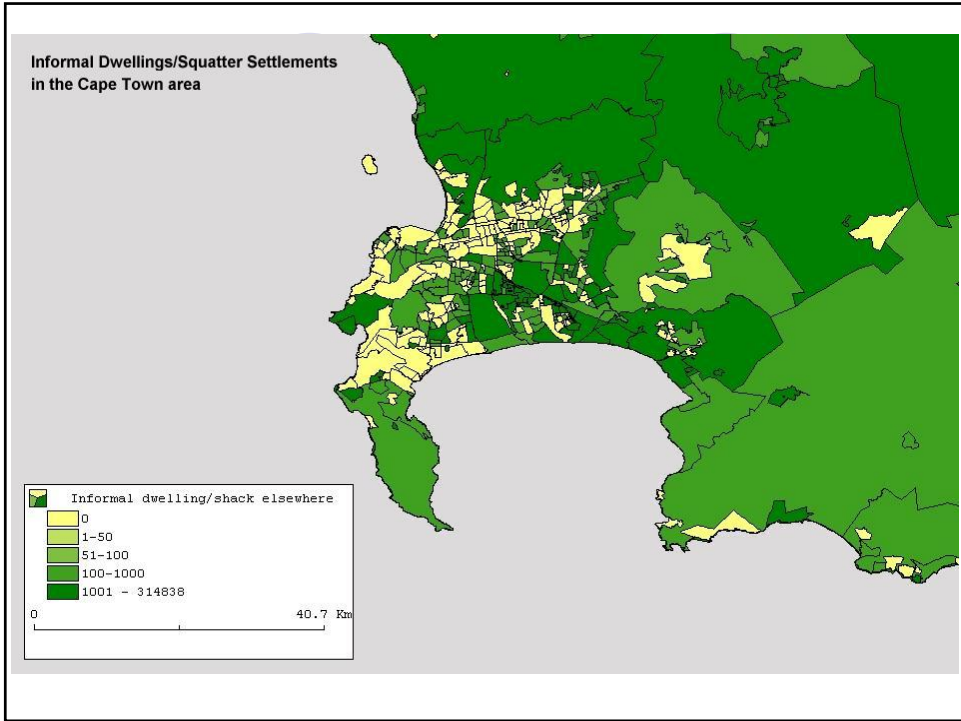 Informal Dwellings/Squatter Settlements
in the Cape Town area
Informal dwelling/shack elsewhere
0
1-50
51-100
100-1000
1001 - 314838
0 40.7 Km